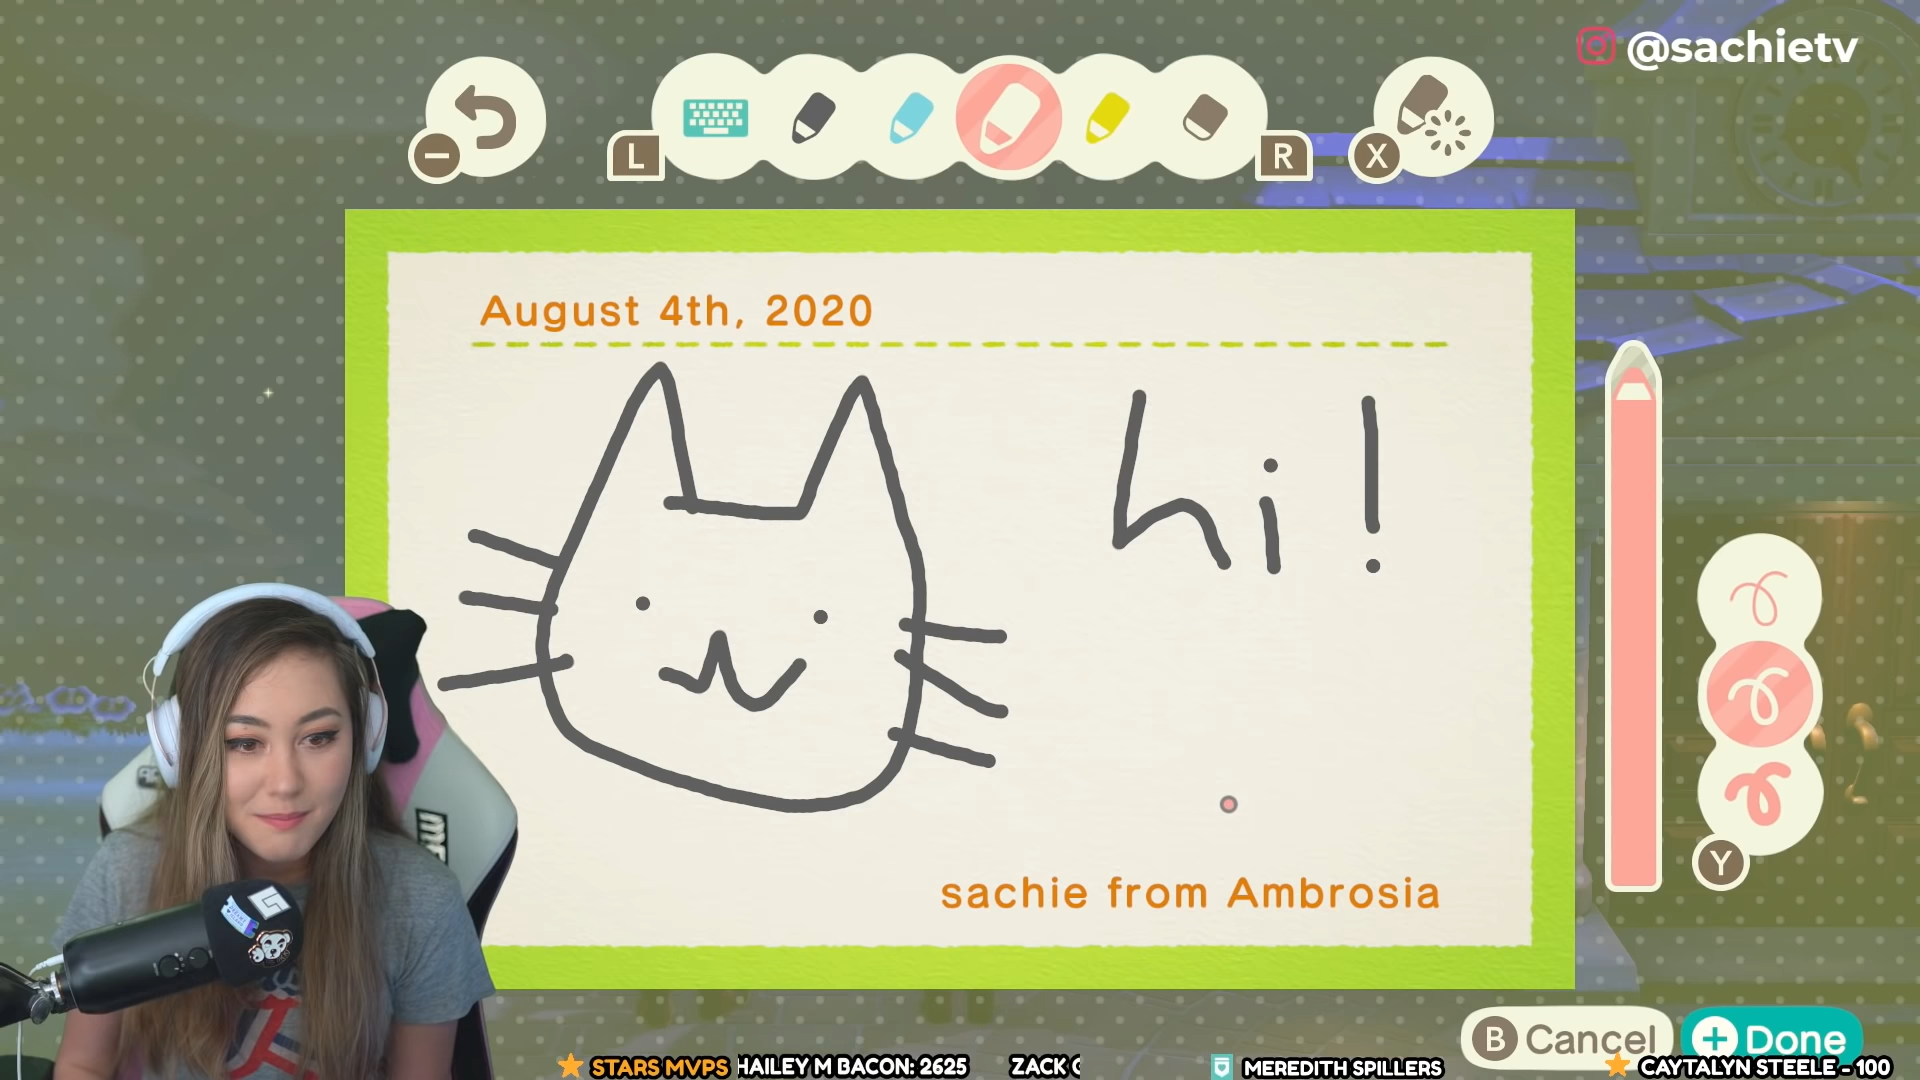 @sachietv
L
R
X
August 4th, 2020
hi!
sachie from Ambrosia
Y
B Cancel
Done
STARS MVPS HAILEY M BACON: 2625 ZACK
MEREDITH SPILLERS
CAYTALYN STEELE - 100